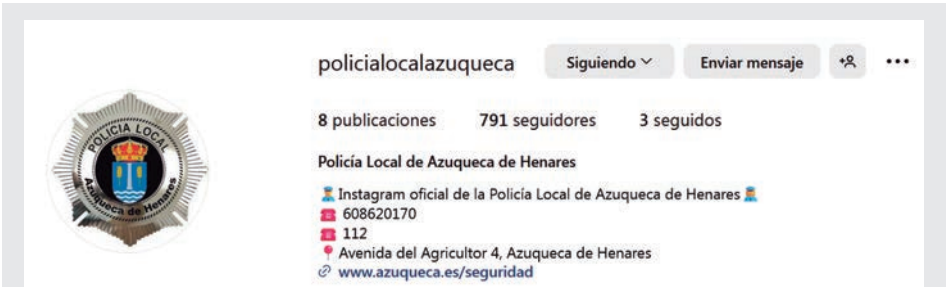 policialocalazuqueca Siguiendo Enviar mensaje
8 publicaciones 791 seguidores 3 seguidos
POLICIA LOCAL
Azuqueca de Henares
Policía Local de Azuqueca de Henares
Instagram oficial de la Policía Local de Azuqueca de Henares
608620170
112
Avenida del Agricultor 4, Azuqueca de Henares
www.azuqueca.es/seguridad